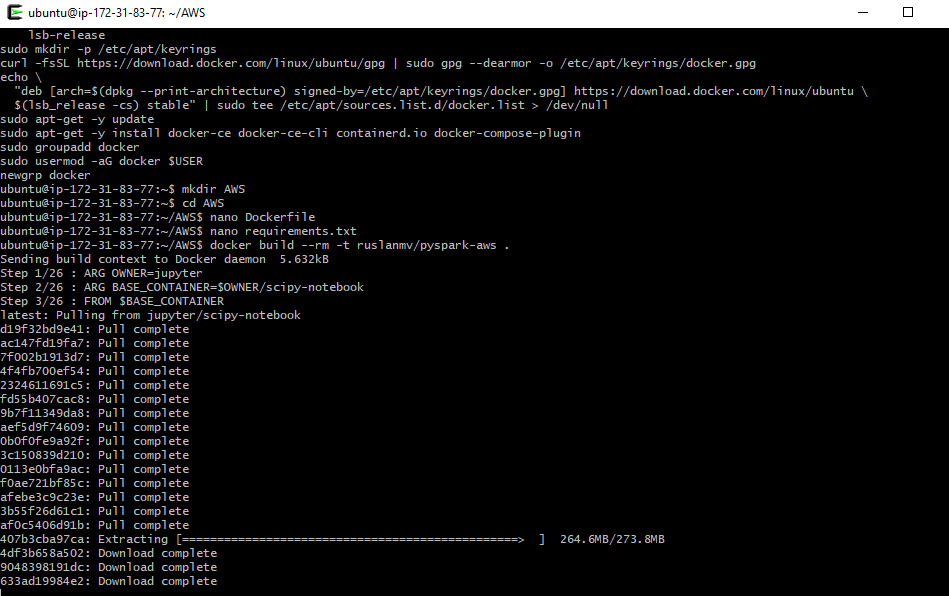 ubuntu@ip-172-31-83-77: ~/AWS
    lsb-release
sudo mkdir -p /etc/apt/keyrings
curl -fsSL https://download.docker.com/linux/ubuntu/gpg | sudo gpg --dearmor -o /etc/apt/keyrings/docker.gpg
echo \
  "deb [arch=$(dpkg --print-architecture) signed-by=/etc/apt/keyrings/docker.gpg] https://download.docker.com/linux/ubuntu \
  $(lsb_release -cs) stable" | sudo tee /etc/apt/sources.list.d/docker.list > /dev/null
sudo apt-get -y update
sudo apt-get -y install docker-ce docker-ce-cli containerd.io docker-compose-plugin
sudo groupadd docker
sudo usermod -aG docker $USER
newgrp docker
ubuntu@ip-172-31-83-77:~$ mkdir AWS
ubuntu@ip-172-31-83-77:~$ cd AWS
ubuntu@ip-172-31-83-77:~/AWS$ nano Dockerfile
ubuntu@ip-172-31-83-77:~/AWS$ nano requirements.txt
ubuntu@ip-172-31-83-77:~/AWS$ docker build --rm -t ruslanmv/pyspark-aws .
Sending build context to Docker daemon  5.632kB
Step 1/26 : ARG OWNER=jupyter
Step 2/26 : ARG BASE_CONTAINER=$OWNER/scipy-notebook
Step 3/26 : FROM $BASE_CONTAINER
latest: Pulling from jupyter/scipy-notebook
d19f32bd9e41: Pull complete
ac147fd19fa7: Pull complete
7f002b1913d7: Pull complete
4f4fb700ef54: Pull complete
2324611691c5: Pull complete
fd55b407cac8: Pull complete
9b7f11349da8: Pull complete
aef5d9f74609: Pull complete
0b0f0fe9a92f: Pull complete
3c150839d210: Pull complete
0113e0bfa9ac: Pull complete
f0ae721bf85c: Pull complete
afebe3c9c23e: Pull complete
3b55f26d61c1: Pull complete
af0c5406d91b: Pull complete
407b3cba97ca: Extracting [================================================>  ]  264.6MB/273.8MB
4df3b658a502: Download complete
9048398191dc: Download complete
633ad19984e2: Download complete